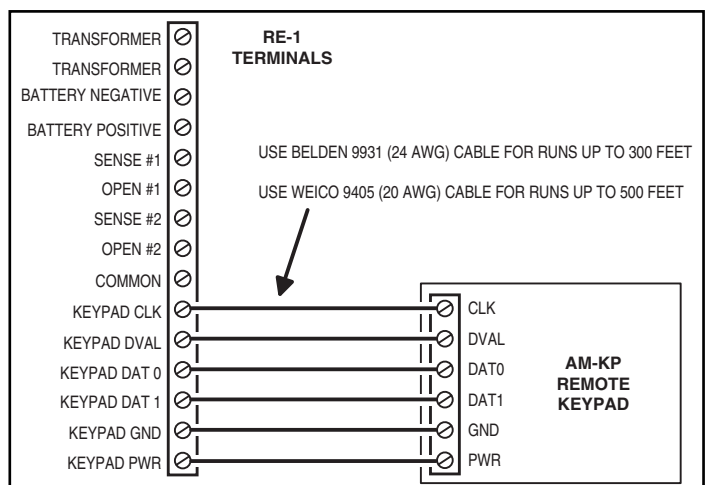 RE-1
TERMINALS
TRANSFORMER
TRANSFORMER
BATTERY NEGATIVE
BATTERY POSITIVE
SENSE #1
OPEN #1
SENSE #2
OPEN #2
COMMON
KEYPAD CLK
KEYPAD DVAL
KEYPAD DAT 0
KEYPAD DAT 1
KEYPAD GND
KEYPAD PWR
USE BELDEN 9931 (24 AWG) CABLE FOR RUNS UP TO 300 FEET
USE WEICO 9405 (20 AWG) CABLE FOR RUNS UP TO 500 FEET
CLK
DVAL
DAT0
DAT1
GND
PWR
AM-KP
REMOTE
KEYPAD